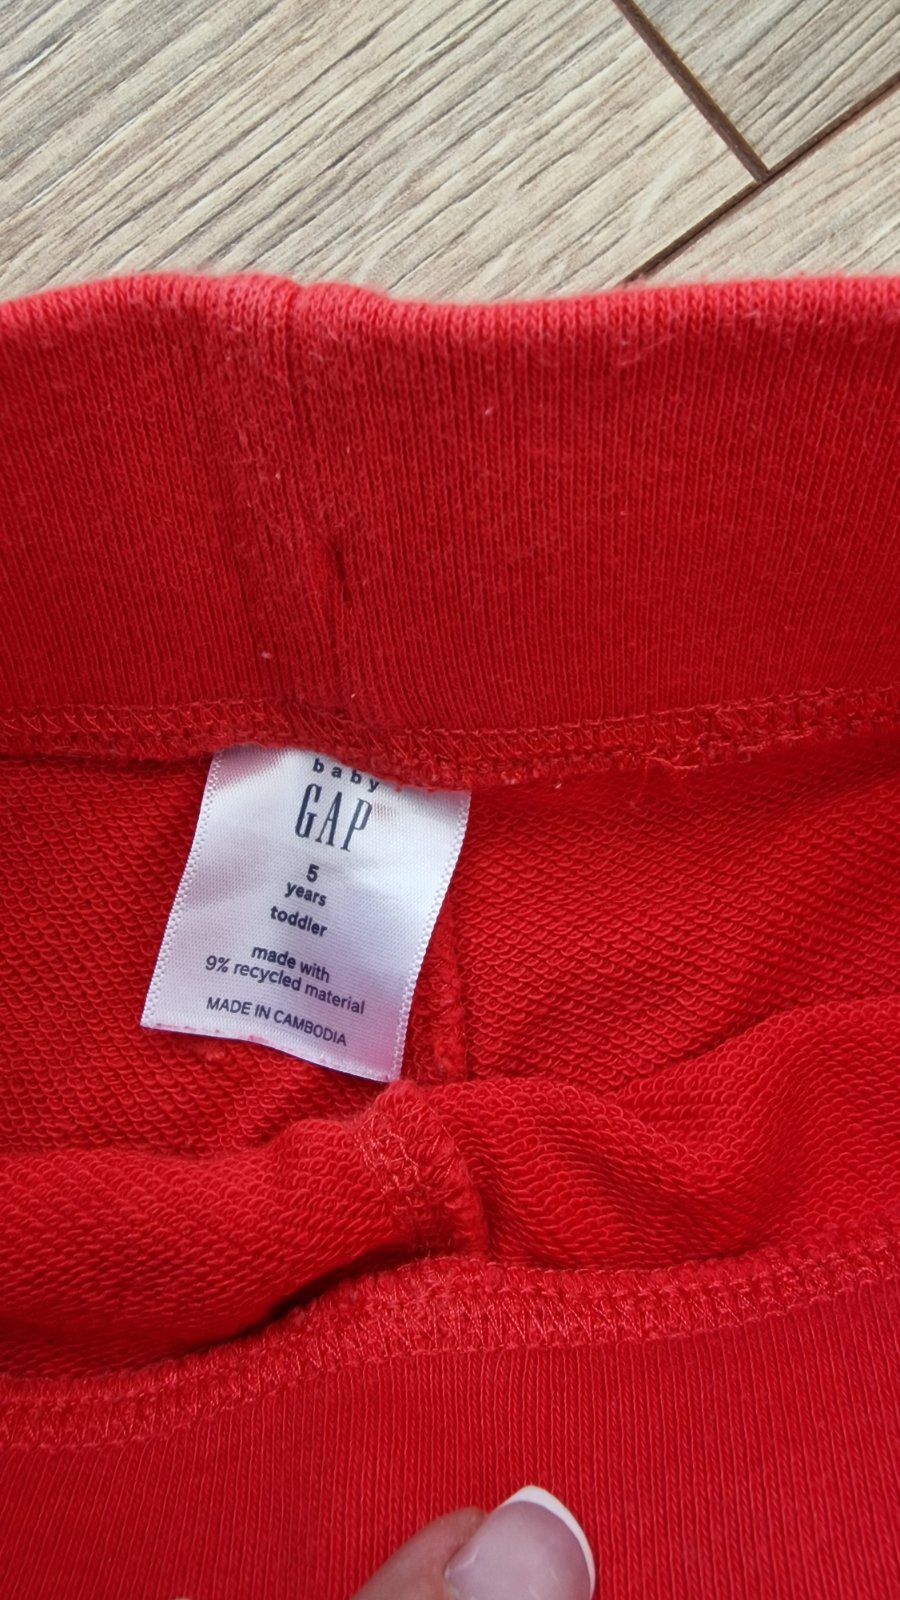 baby
GAP
5
years
toddler
made with
9% recycled material
MADE IN CAMBODIA